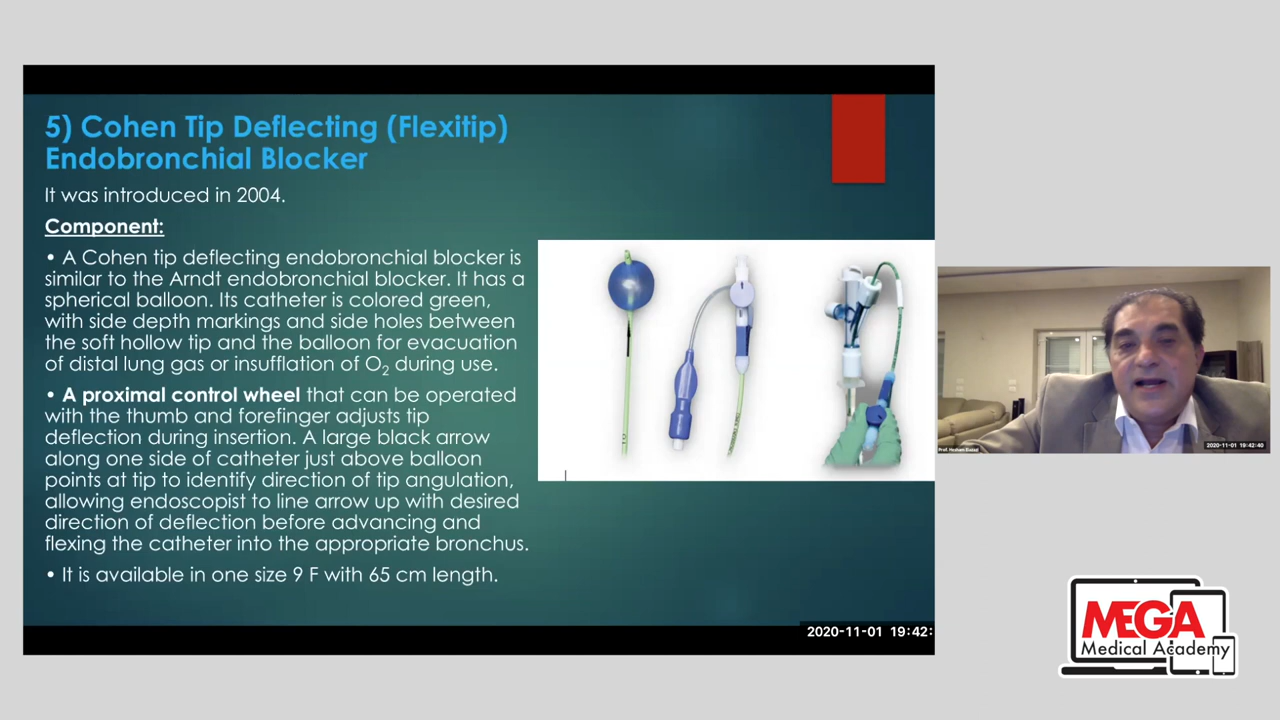 5) Cohen Tip Deflecting (Flexitip)
Endobronchial Blocker
It was introduced in 2004.
Component:
• A Cohen tip deflecting endobronchial blocker is
similar to the Arndt endobronchial blocker. It has a
spherical balloon. Its catheter is colored green,
with side depth markings and side holes between
the soft hollow tip and the balloon for evacuation
of distal lung gas or insufflation of O2 during use.
• A proximal control wheel that can be operated
with the thumb and forefinger adjusts tip
deflection during insertion. A large black arrow
along one side of catheter just above balloon
points at tip to identify direction of tip angulation,
allowing endoscopist to line arrow up with desired
direction of deflection before advancing and
flexing the catheter into the appropriate bronchus.
• It is available in one size 9 F with 65 cm length.
2020-11-01 19:42:
2020-11-01 19:42:40
MEGA
Medical Academy